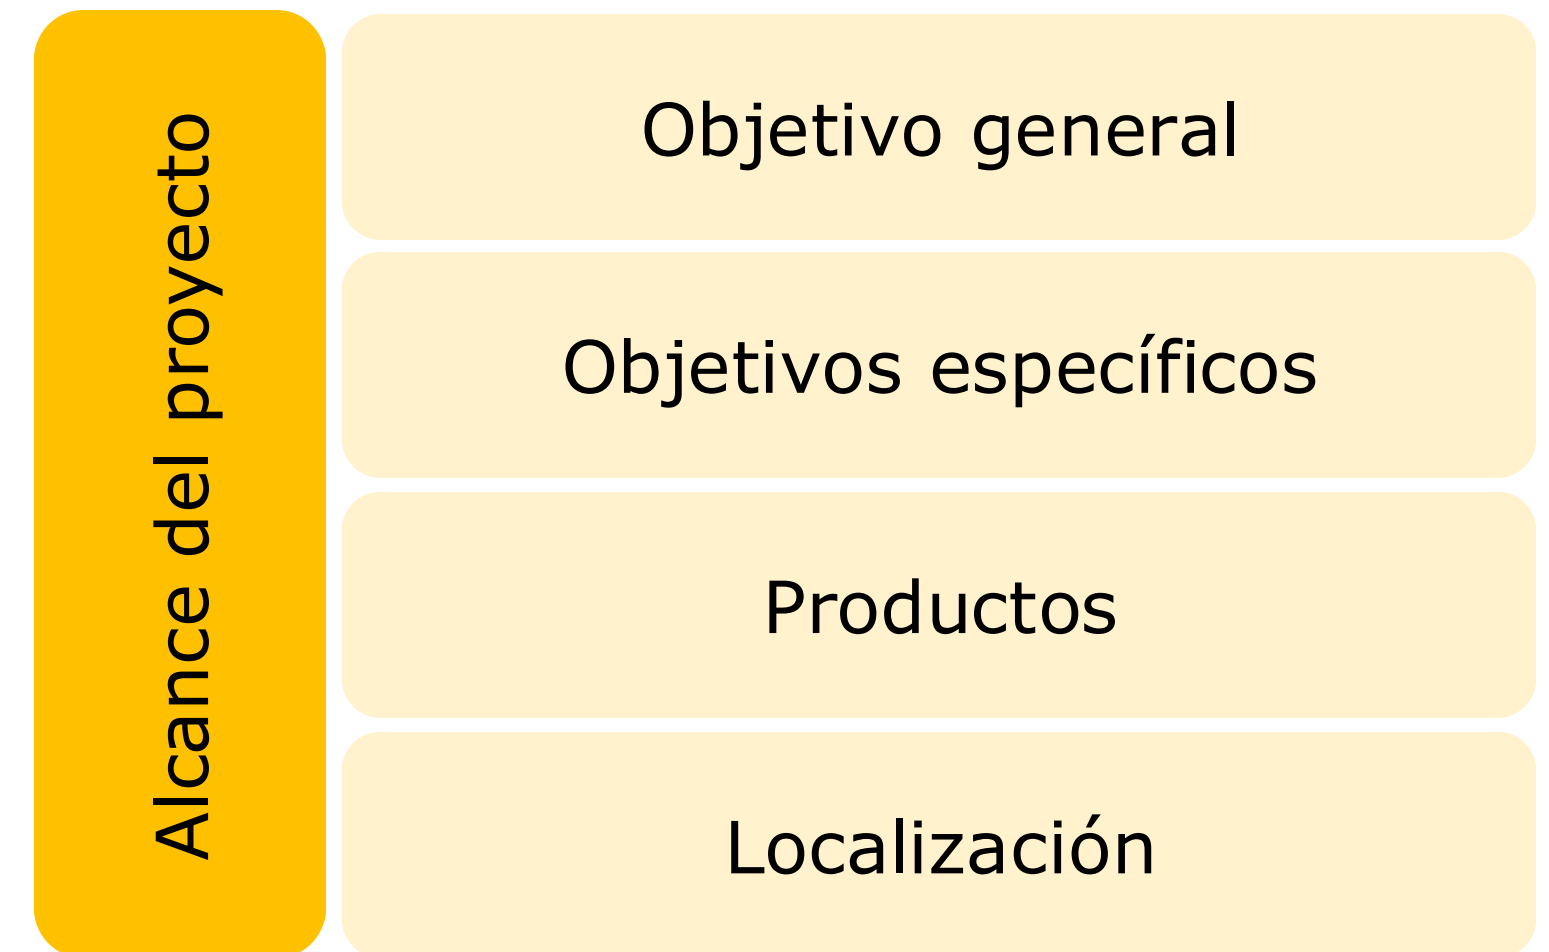 Alcance del proyecto
Objetivo general
Objetivos específicos
Productos
Localización